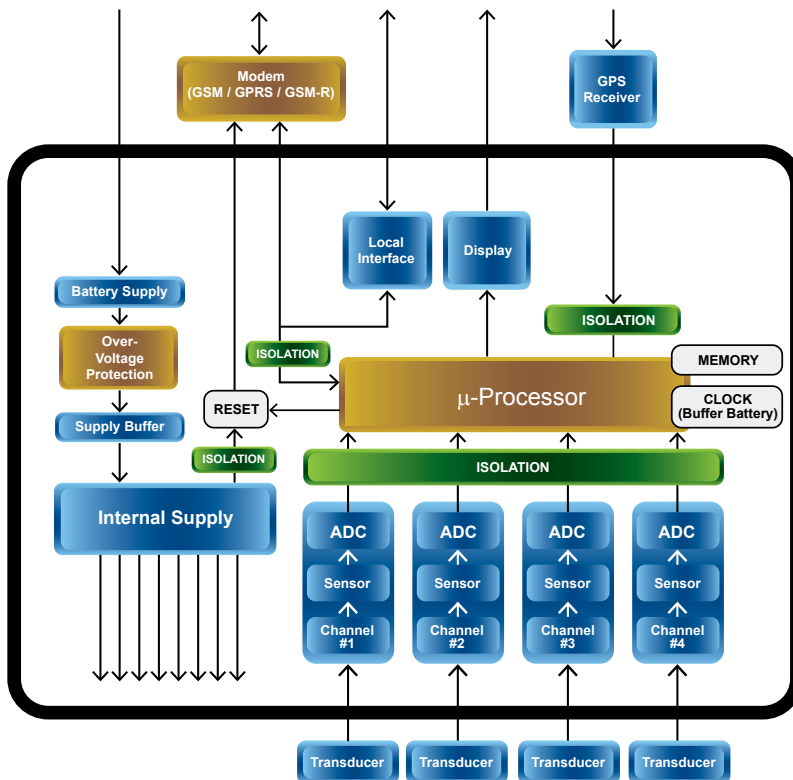 Modem
(GSM / GPRS / GSM-R)
GPS
Receiver
Local
Interface
Display
Battery Supply
ISOLATION
Over-
Voltage
Protection
ISOLATION
MEMORY
μ-Processor
CLOCK
(Buffer Battery)
RESET
Supply Buffer
ISOLATION
ISOLATION
Internal Supply
ADC
ADC
ADC
ADC
Sensor
Sensor
Sensor
Sensor
Channel
#1
Channel
#2
Channel
#3
Channel
#4
Transducer
Transducer
Transducer
Transducer